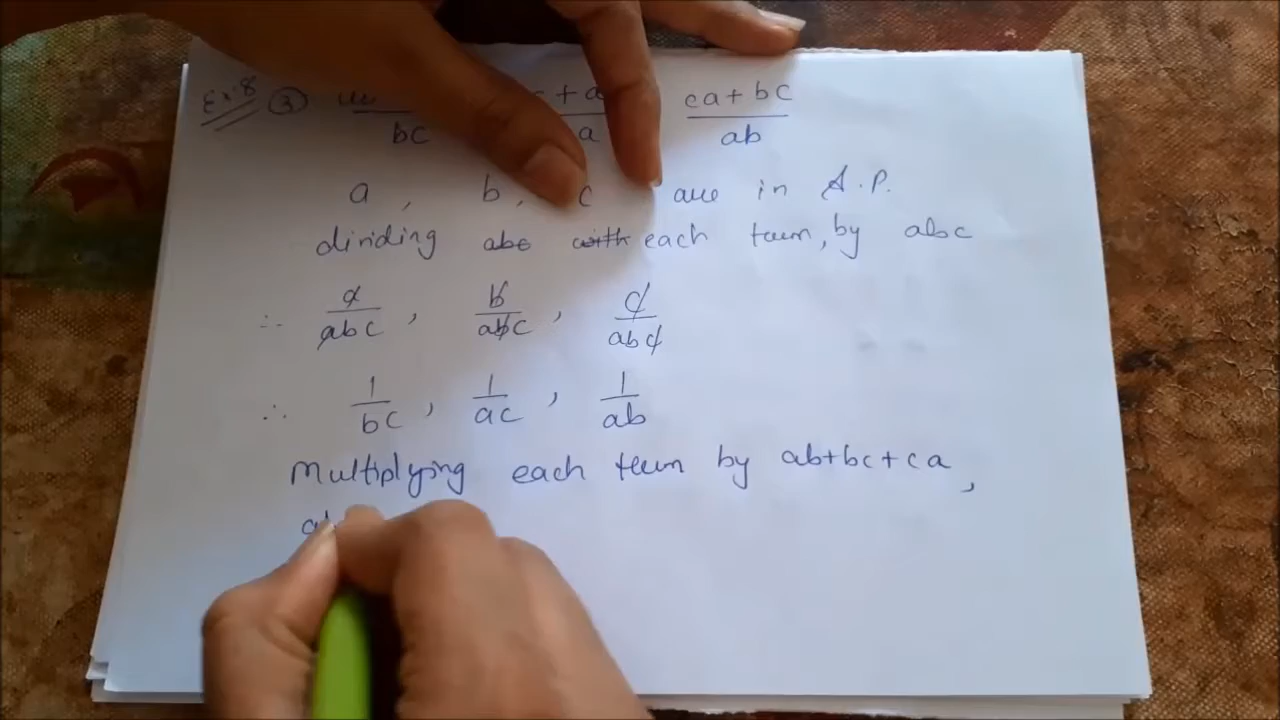 Ex:8 (3) bc + a a ca + bc ab
a , b , c are in A.P.
dividing abc with each term, by abc
∴ a/abc , b/abc , c/abc
∴ 1/bc , 1/ac , 1/ab
Multiplying each term by ab+bc+ca ,
ab